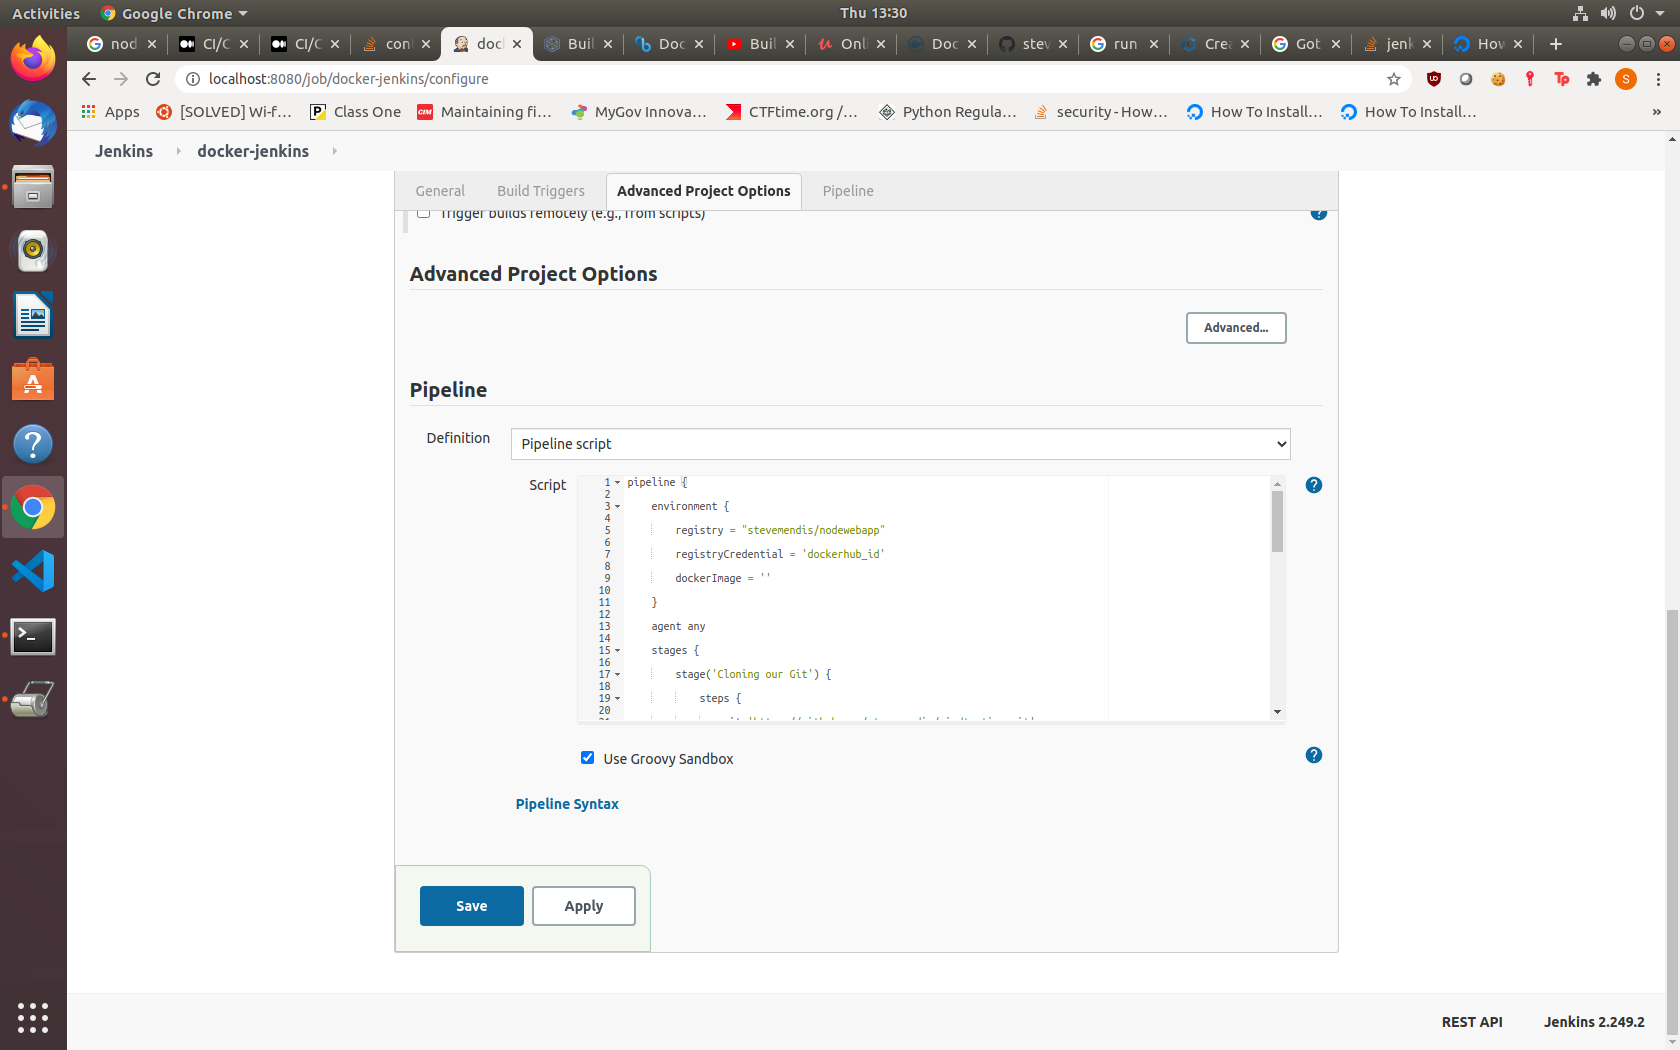 Activities
Google Chrome
Thu 13:30
nod
CI/C
CI/C
con
doc
Buil
Doc
Buil
Onl
Doc
stev
run
Crea
Got
jenk
How
localhost:8080/job/docker-jenkins/configure
S
Apps
[SOLVED] Wi-f...
Class One
Maintaining fi...
MyGov Innova...
CTFtime.org /...
Python Regula...
security - How...
How To Install...
How To Install...
»
Jenkins
docker-jenkins
General
Build Triggers
Advanced Project Options
Pipeline
Trigger builds remotely (e.g., from scripts)
Advanced Project Options
Advanced...
Pipeline
Definition
Pipeline script
Script
1 pipeline {
2
3 environment {
4
5 registry = "stevemendis/nodewebapp"
6
7 registryCredential = 'dockerhub_id'
8
9 dockerImage = ''
10
11 }
12
13 agent any
14
15 stages {
16
17 stage('Cloning our Git') {
18
19 steps {
20
Use Groovy Sandbox
Pipeline Syntax
Save
Apply
REST API
Jenkins 2.249.2